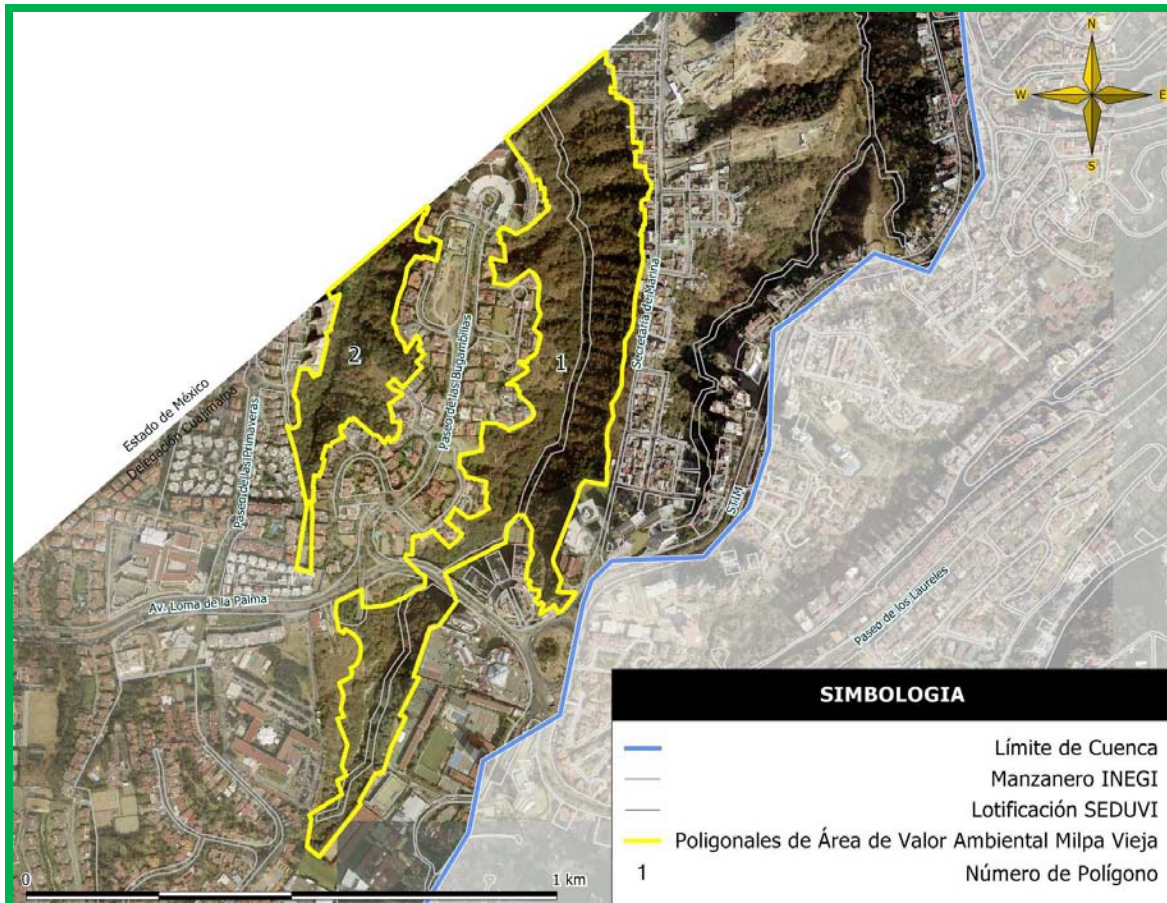 N
W
E
S
Secretaria de Marina
Paseo de las Bugambilias
2
1
Estado de México
Delegación Cuajimalpa
Paseo de las Primaveras
STIM
Av. Loma de la Palma
Paseo de los Laureles
SIMBOLOGIA
Límite de Cuenca
Manzanero INEGI
Lotificación SEDUVI
Poligonales de Área de Valor Ambiental Milpa Vieja
1 Número de Polígono
0 1 km